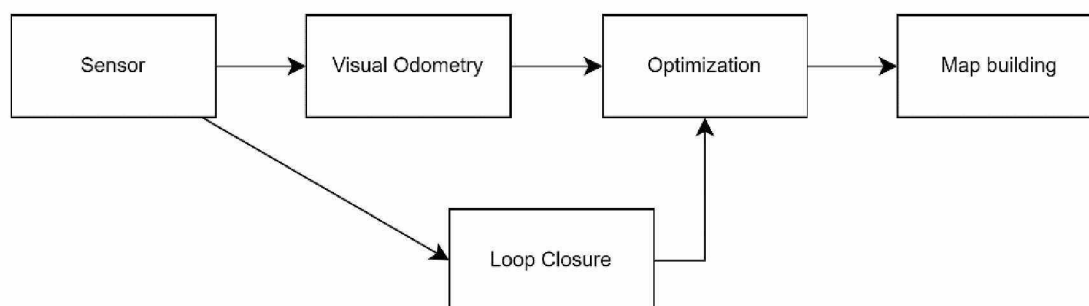 Sensor
Visual Odometry
Optimization
Map building
Loop Closure